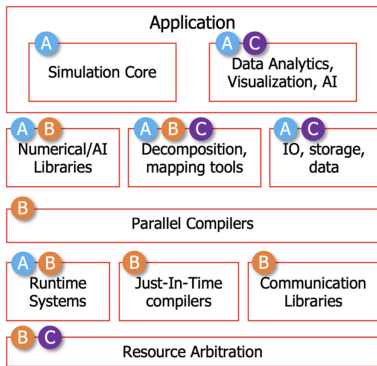 Application
A
Simulation Core
A C
Data Analytics,
Visualization, AI
A B
Numerical/AI
Libraries
A B C
Decomposition,
mapping tools
A C
IO, storage,
data
B
Parallel Compilers
A B
Runtime
Systems
B
Just-In-Time
compilers
B
Communication
Libraries
B C
Resource Arbitration